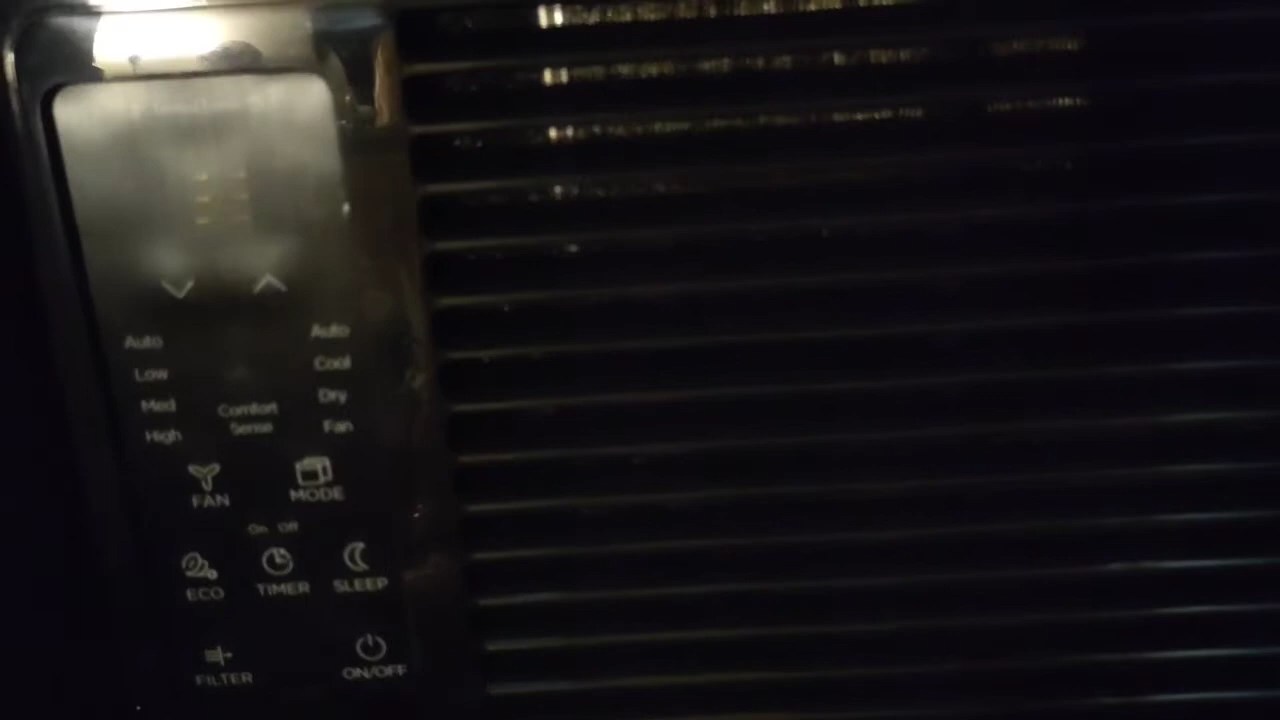 Auto Auto
Low Cool
Med Dry
High Comfort Sense Fan
FAN MODE
On Off
ECO TIMER SLEEP
FILTER ON/OFF